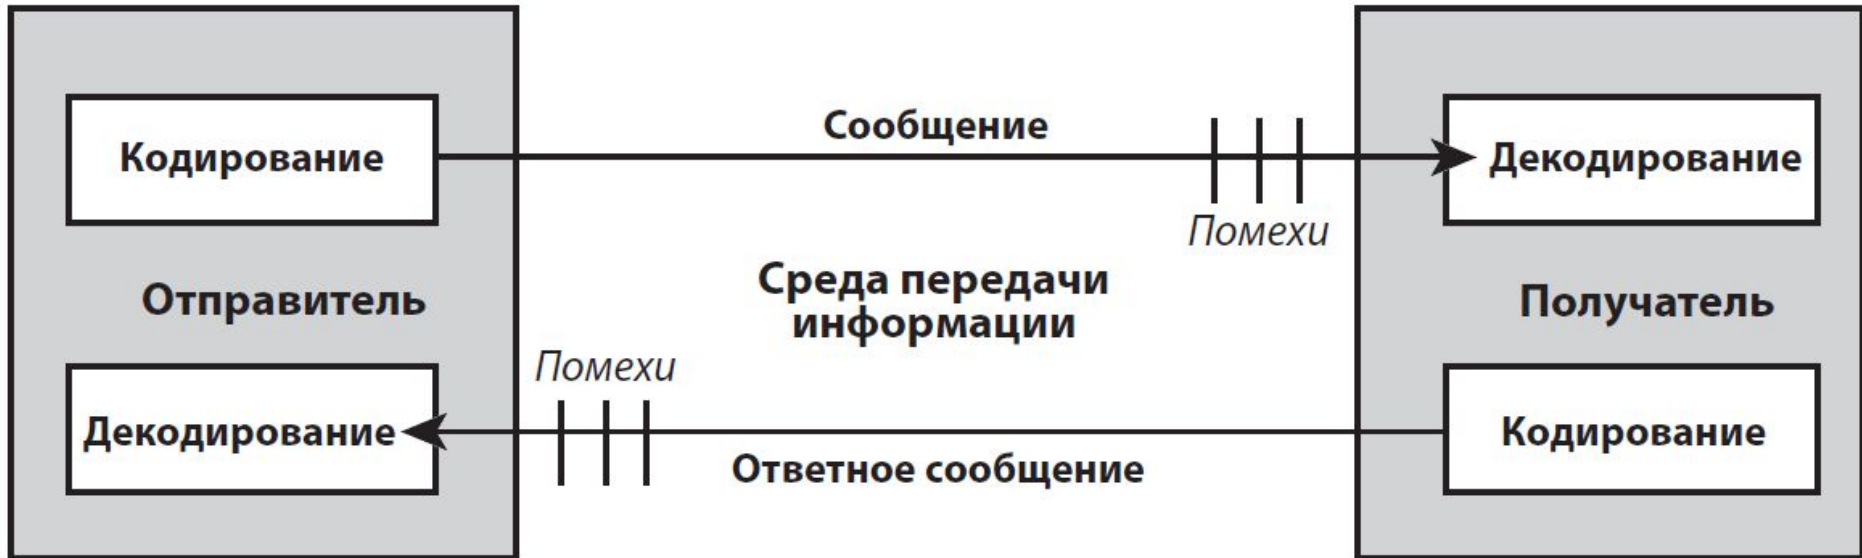 Сообщение
Кодирование
Декодирование
Помехи
Отправитель
Среда передачи
информации
Получатель
Помехи
Декодирование
Кодирование
Ответное сообщение